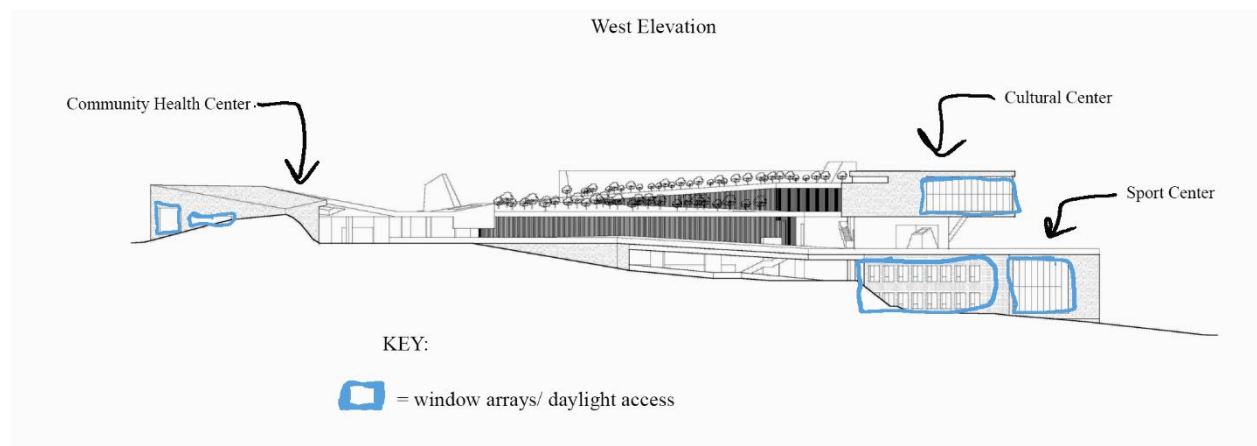 West Elevation
Community Health Center
Cultural Center
Sport Center
KEY:
= window arrays/ daylight access